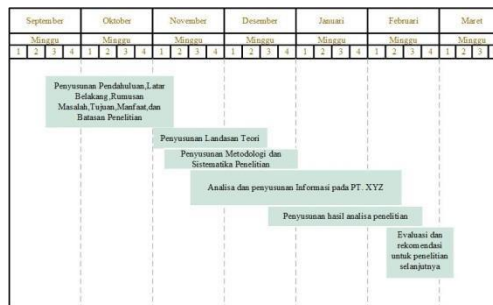 September Oktober November Desember Januari Februari Maret
Minggu Minggu Minggu Minggu Minggu Minggu Minggu
1 2 3 4 1 2 3 4 1 2 3 4 1 2 3 4 1 2 3 4 1 2 3 4 1 2 3
Penyusunan Pendahuluan,Latar
Belakang,Rumusan
Masalah,Tujuan,Manfaat,dan
Batasan Penelitian
Penyusunan Landasan Teori
Penyusunan Metodologi dan
Sistematika Penelitian
Analisa dan penyusunan Informasi pada PT. XYZ
Penyusunan hasil analisa penelitian
Evaluasi dan
rekomendasi
untuk penelitian
selanjutnya